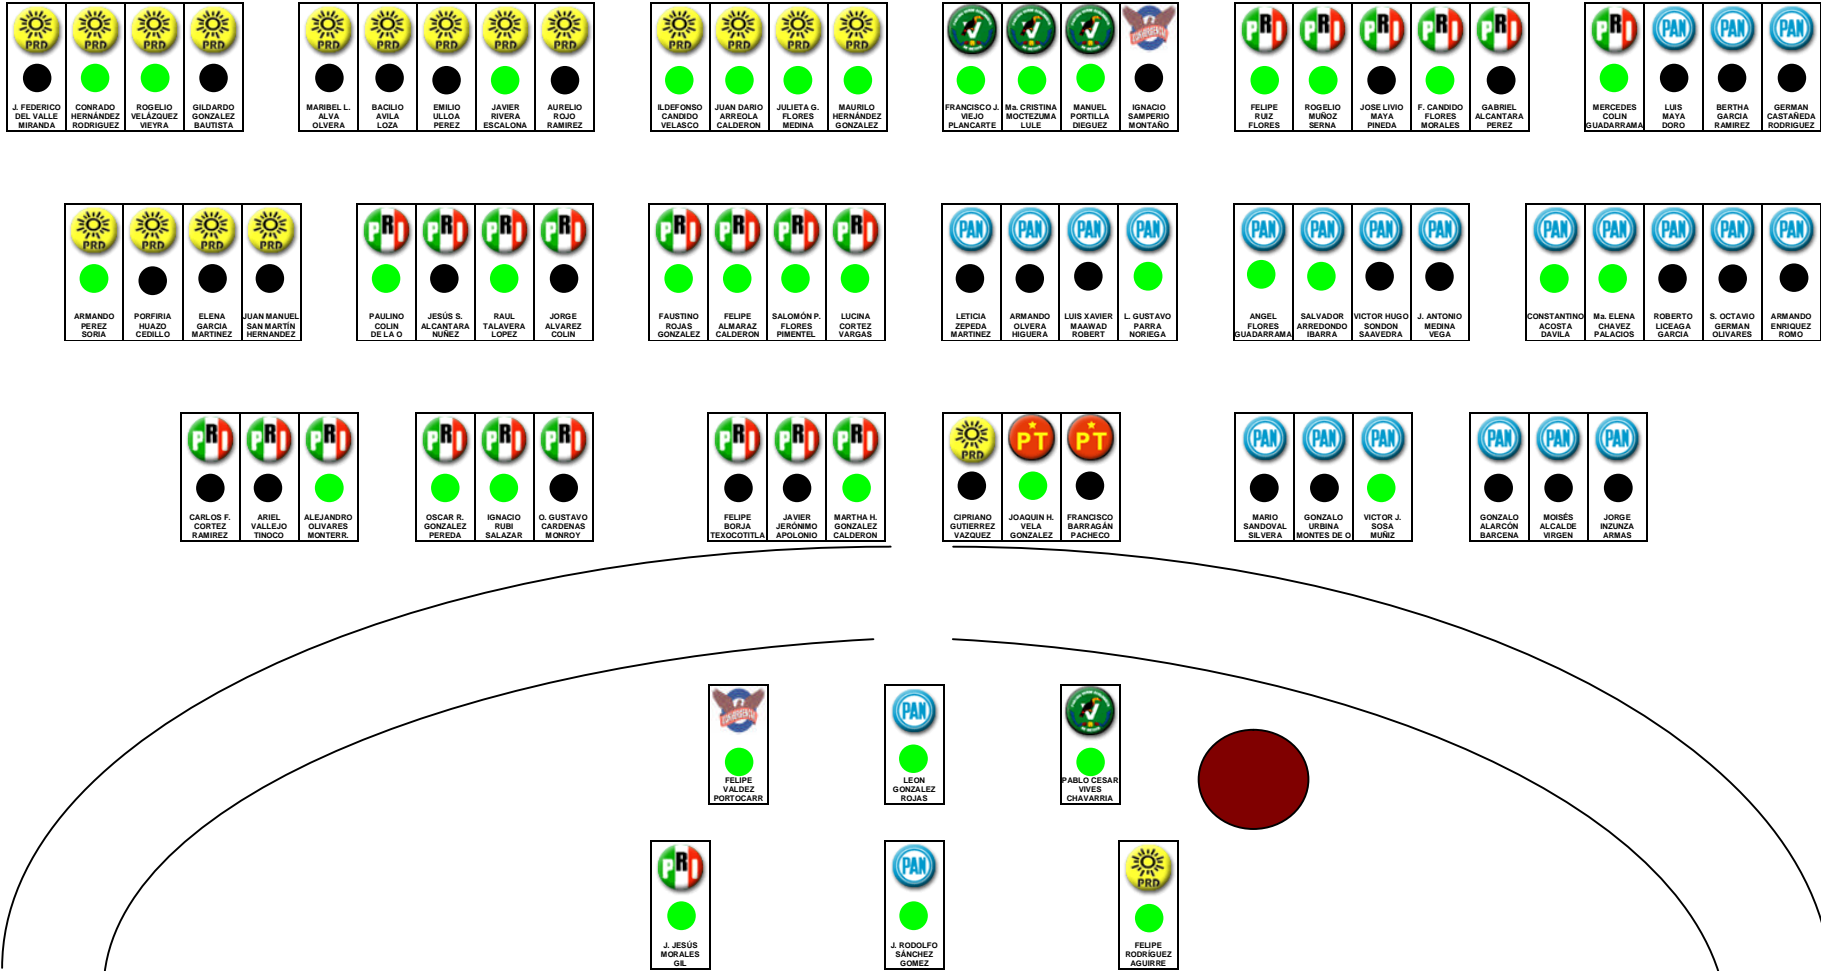 PRD PRD PRD PRD
J. FEDERICO
DEL VALLE
MIRANDA
CONRADO
HERNÁNDEZ
RODRIGUEZ
ROGELIO
VELÁZQUEZ
VIEYRA
GILDARDO
GONZALEZ
BAUTISTA
PRD PRD PRD PRD PRD
MARIBEL L.
ALVA
OLVERA
BACILIO
AVILA
LOZA
EMILIO
ULLOA
PEREZ
JAVIER
RIVERA
ESCALONA
AURELIO
ROJO
RAMIREZ
PRD PRD PRD PRD
ILDEFONSO
CANDIDO
VELASCO
JUAN DARIO
ARREOLA
CALDERON
JULIETA G.
FLORES
MEDINA
MAURILO
HERNÁNDEZ
GONZALEZ
FRANCISCO J.
VIEJO
PLANCARTE
Ma. CRISTINA
MOCTEZUMA
LULE
MANUEL
PORTILLA
DIEGUEZ
IGNACIO
SAMPERIO
MONTAÑO
PRI PRI PRI PRI PRI
FELIPE
RUIZ
FLORES
ROGELIO
MUÑOZ
SERNA
JOSE LIVIO
MAYA
PINEDA
F. CANDIDO
FLORES
MORALES
GABRIEL
ALCANTARA
PEREZ
PRI PAN PAN PAN
MERCEDES
COLIN
GUADARRAMA
LUIS
MAYA
DORO
BERTHA
GARCIA
RAMIREZ
GERMAN
CASTAÑEDA
RODRIGUEZ
PRD PRD PRD PRD
ARMANDO
PEREZ
SORIA
PORFIRIA
HUAZO
CEDILLO
ELENA
GARCIA
MARTINEZ
JUAN MANUEL
SAN MARTÍN
HERNANDEZ
PRI PRI PRI PRI
PAULINO
COLIN
DE LA O
JESÚS S.
ALCANTARA
NUÑEZ
RAUL
TALAVERA
LOPEZ
JORGE
ALVAREZ
COLIN
PRI PRI PRI PRI
FAUSTINO
ROJAS
GONZALEZ
FELIPE
ALMARAZ
CALDERON
SALOMÓN P.
FLORES
PIMENTEL
LUCINA
CORTEZ
VARGAS
PAN PAN PAN PAN
LETICIA
ZEPEDA
MARTINEZ
ARMANDO
OLVERA
HIGUERA
LUIS XAVIER
MAAWAD
ROBERT
L. GUSTAVO
PARRA
NORIEGA
PAN PAN PAN PAN
ANGEL
FLORES
GUADARRAMA
SALVADOR
ARREDONDO
IBARRA
VICTOR HUGO
SONDON
SAAVEDRA
J. ANTONIO
MEDINA
VEGA
PAN PAN PAN PAN PAN
CONSTANTINO
ACOSTA
DAVILA
Ma. ELENA
CHAVEZ
PALACIOS
ROBERTO
LICEAGA
GARCIA
S. OCTAVIO
GERMAN
OLIVARES
ARMANDO
ENRIQUEZ
ROMO
PRI PRI PRI
CARLOS F.
CORTEZ
RAMIREZ
ARIEL
VALLEJO
TINOCO
ALEJANDRO
OLIVARES
MONTERR.
PRI PRI PRI
OSCAR R.
GONZALEZ
PEREDA
IGNACIO
RUBI
SALAZAR
O. GUSTAVO
CARDENAS
MONROY
PRI PRI PRI
FELIPE
BORJA
TEXOCOTITLA
JAVIER
JERÓNIMO
APOLONIO
MARTHA H.
GONZALEZ
CALDERON
PRD PT PT
CIPRIANO
GUTIERREZ
VAZQUEZ
JOAQUIN H.
VELA
GONZALEZ
FRANCISCO
BARRAGÁN
PACHECO
PAN PAN PAN
MARIO
SANDOVAL
SILVERA
GONZALO
URBINA
MONTES DE O
VICTOR J.
SOSA
MUÑIZ
PAN PAN PAN
GONZALO
ALARCÓN
BARCENA
MOISÉS
ALCALDE
VIRGEN
JORGE
INZUNZA
ARMAS
FELIPE
VALDEZ
PORTOCARR
PAN
LEON
GONZALEZ
ROJAS
PABLO CESAR
VIVES
CHAVARRIA
PRI
J. JESÚS
MORALES
GIL
PAN
J. RODOLFO
SÁNCHEZ
GOMEZ
PRD
FELIPE
RODRÍGUEZ
AGUIRRE